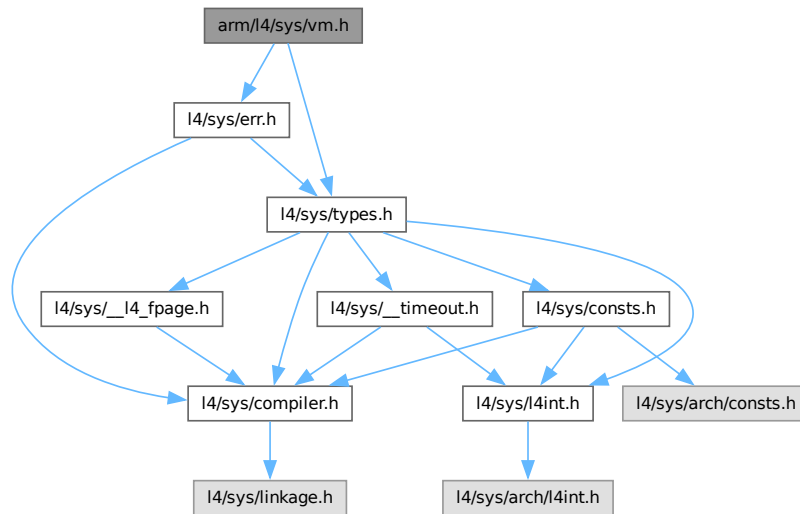 arm/l4/sys/vm.h
l4/sys/err.h
l4/sys/types.h
l4/sys/__l4_fpage.h
l4/sys/__timeout.h
l4/sys/consts.h
l4/sys/compiler.h
l4/sys/l4int.h
l4/sys/arch/consts.h
l4/sys/linkage.h
l4/sys/arch/l4int.h